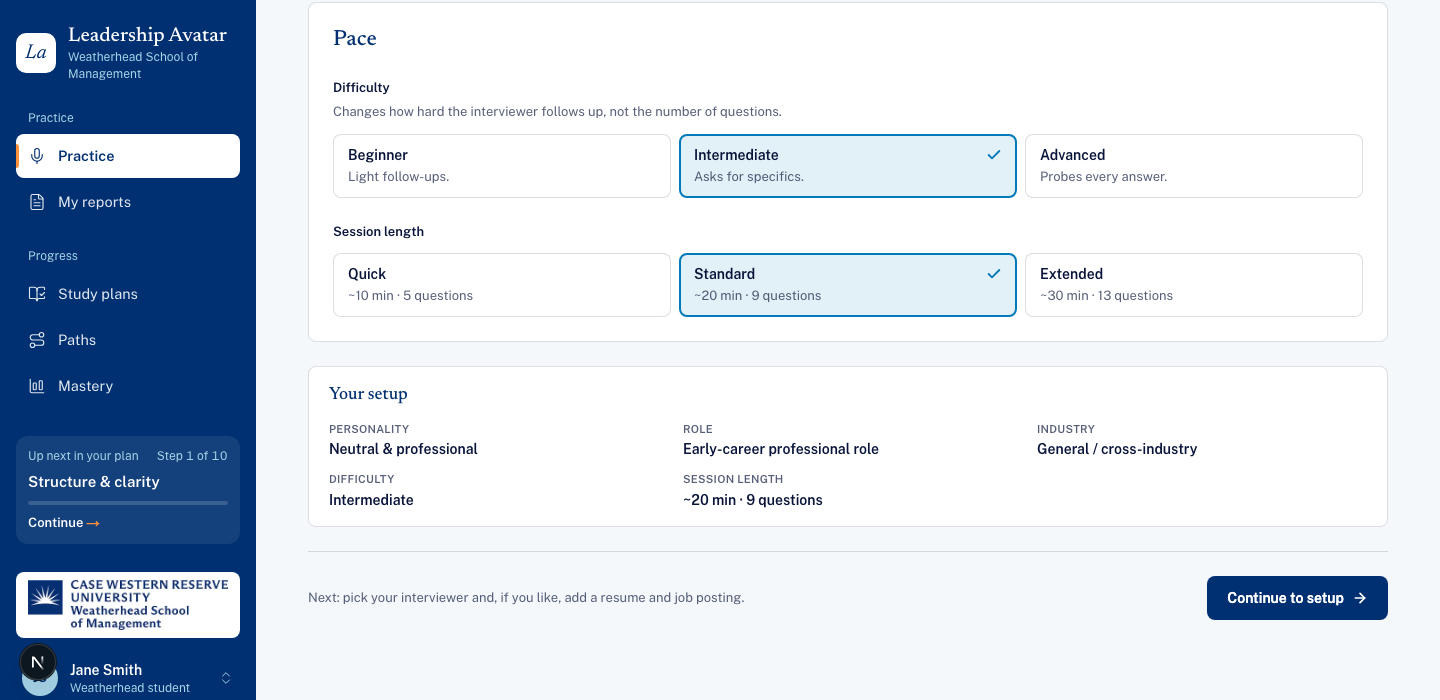 La
Leadership Avatar
Weatherhead School of
Management
Practice
Practice
My reports
Progress
Study plans
Paths
Mastery
Up next in your plan
Step 1 of 10
Structure & clarity
Continue →
CASE WESTERN RESERVE
UNIVERSITY
Weatherhead School
of Management
N
Jane Smith
Weatherhead student
Pace
Difficulty
Changes how hard the interviewer follows up, not the number of questions.
Beginner
Light follow-ups.
Intermediate
Asks for specifics.
Advanced
Probes every answer.
Session length
Quick
~10 min · 5 questions
Standard
~20 min · 9 questions
Extended
~30 min · 13 questions
Your setup
PERSONALITY
Neutral & professional
ROLE
Early-career professional role
INDUSTRY
General / cross-industry
DIFFICULTY
Intermediate
SESSION LENGTH
~20 min · 9 questions
Next: pick your interviewer and, if you like, add a resume and job posting.
Continue to setup →